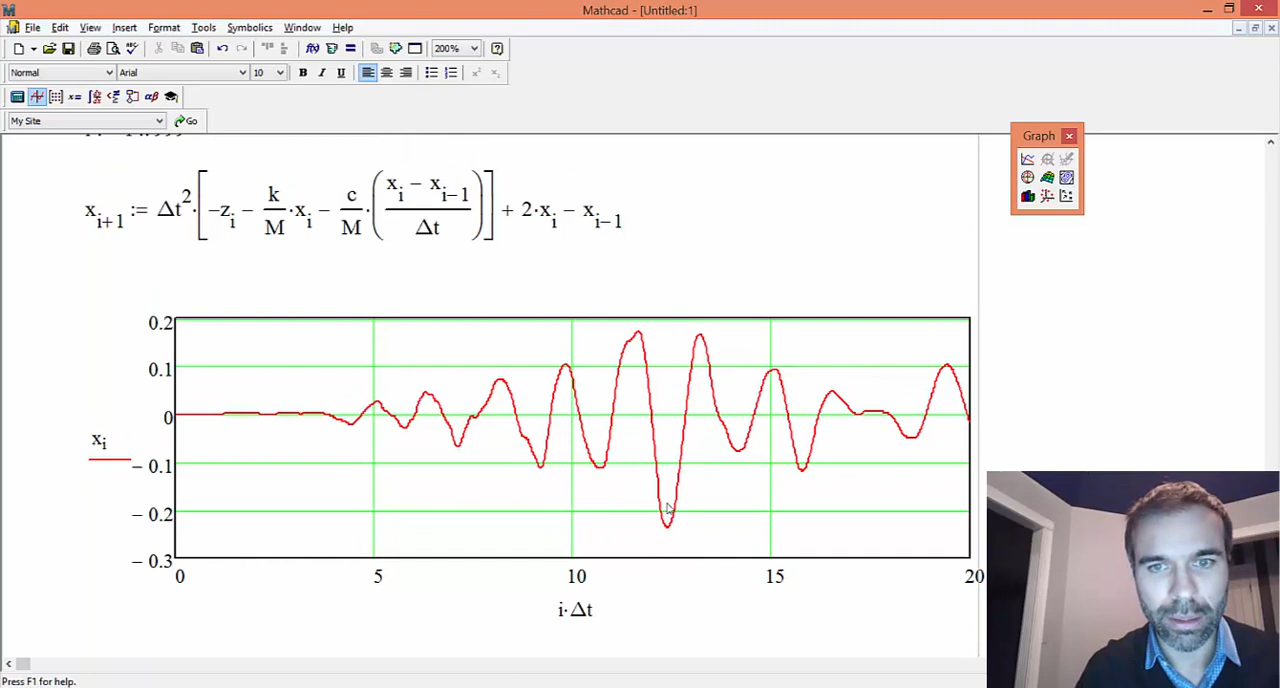 Mathcad - [Untitled:1]
File Edit View Insert Format Tools Symbolics Window Help
200%
Normal Arial 10 B I U
My Site Go
Graph
x_{i+1} := Δt^2·[−z_i − k/M·x_i − c/M·((x_i − x_{i−1})/Δt)] + 2·x_i − x_{i−1}
0.2
0.1
0
x_i
− 0.1
− 0.2
− 0.3
0 5 10 15 20
i·Δt
Press F1 for help.